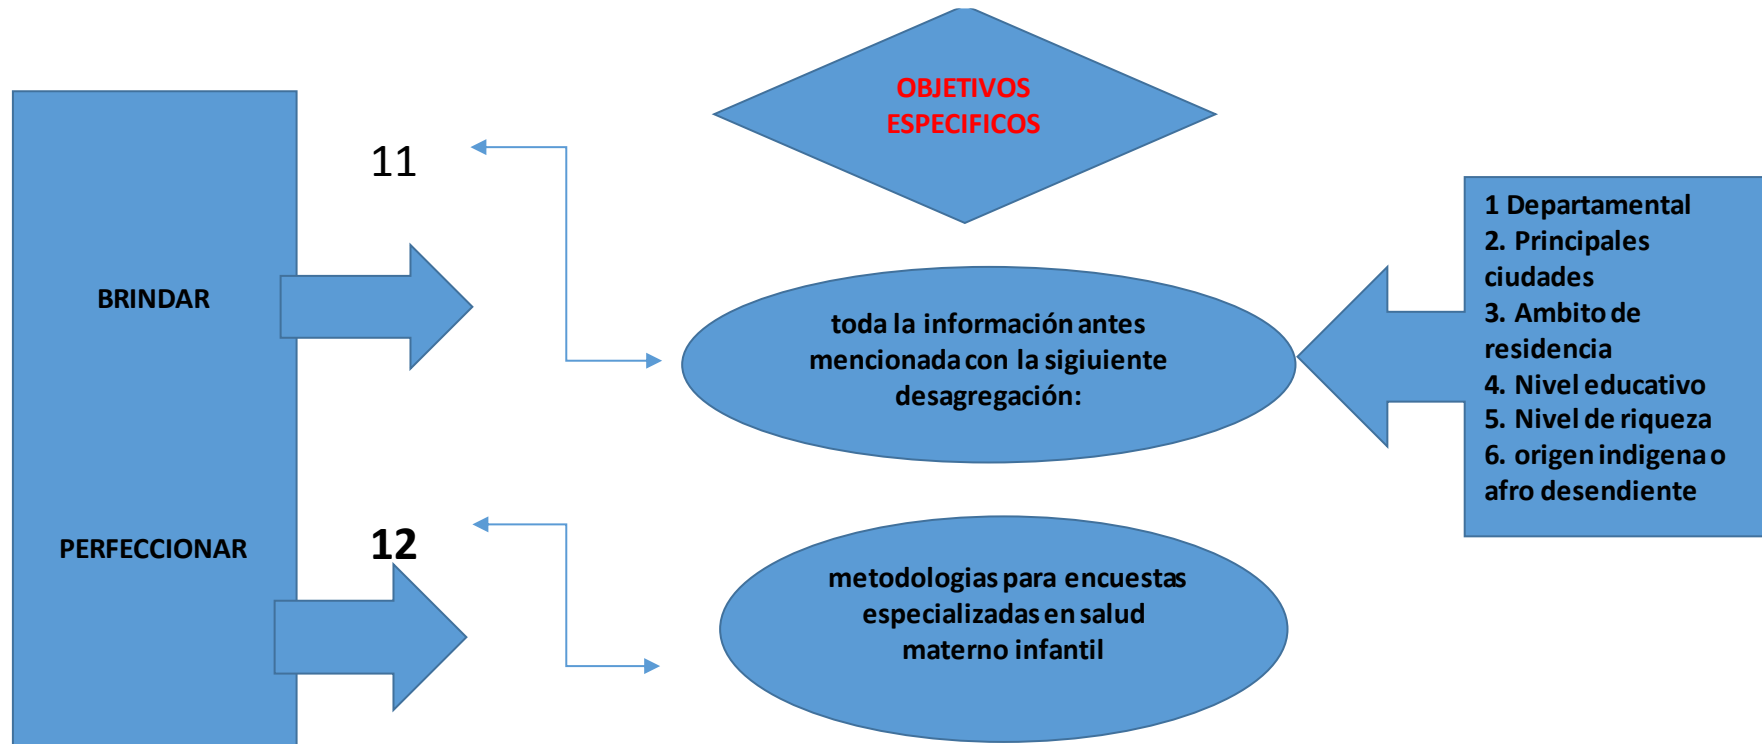 OBJETIVOS
ESPECIFICOS
11
BRINDAR
toda la información antes
mencionada con la sigiuiente
desagregación:
1 Departamental
2. Principales
ciudades
3. Ambito de
residencia
4. Nivel educativo
5. Nivel de riqueza
6. origen indigena o
afro desendiente
PERFECCIONAR
12
metodologias para encuestas
especializadas en salud
materno infantil